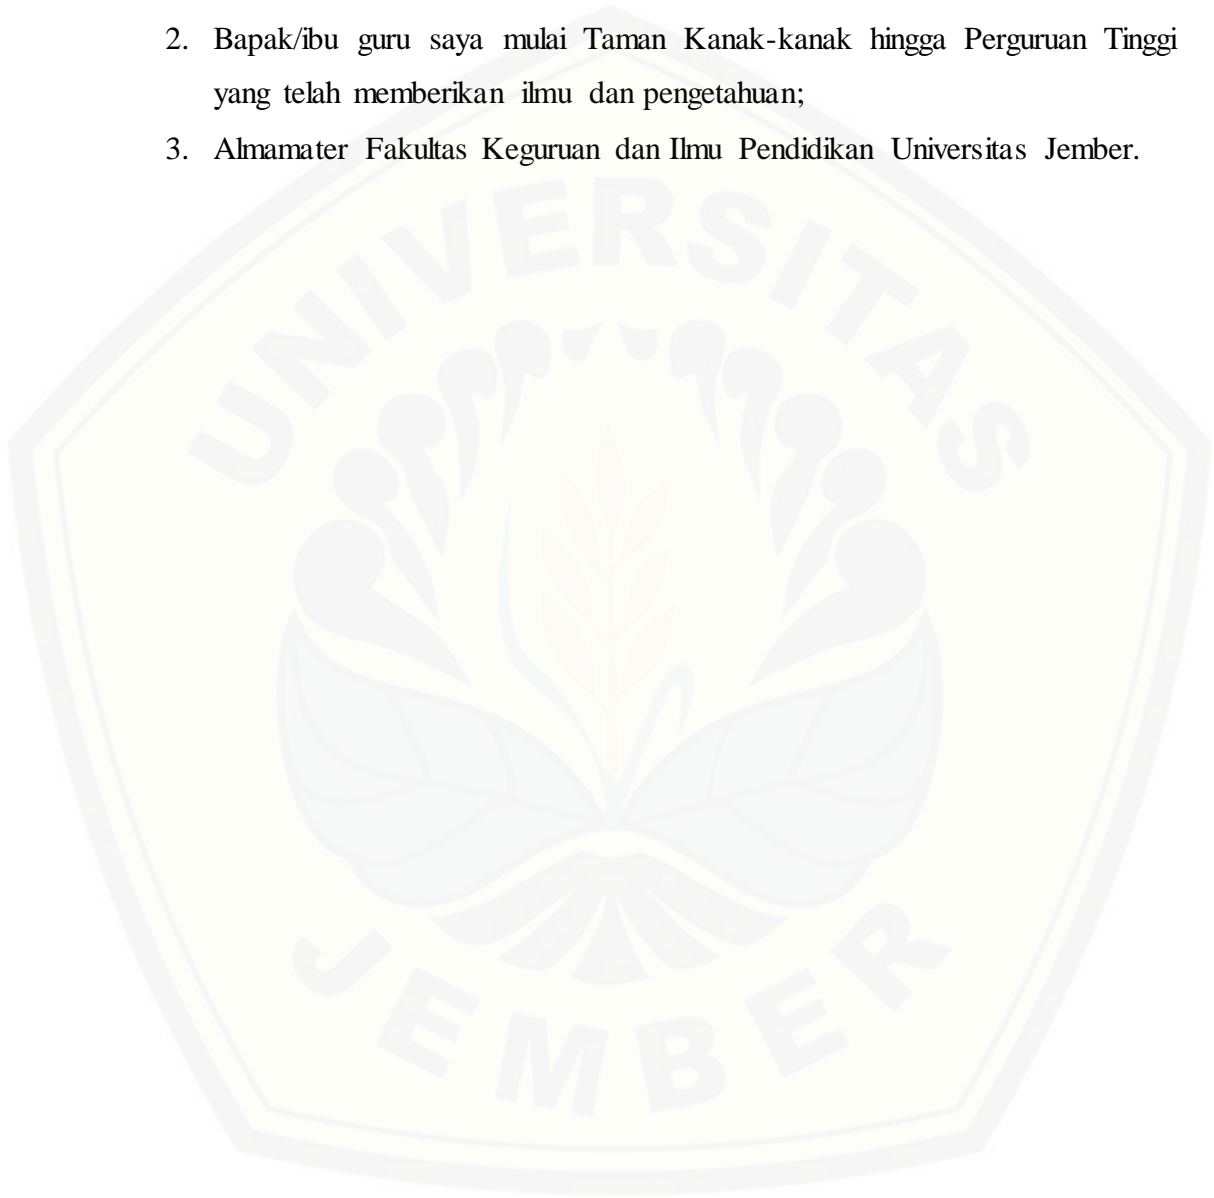 2. Bapak/ibu guru saya mulai Taman Kanak-kanak hingga Perguruan Tinggi
yang telah memberikan ilmu dan pengetahuan;
3. Almamater Fakultas Keguruan dan Ilmu Pendidikan Universitas Jember.
UNIVERSITAS
JEMBER